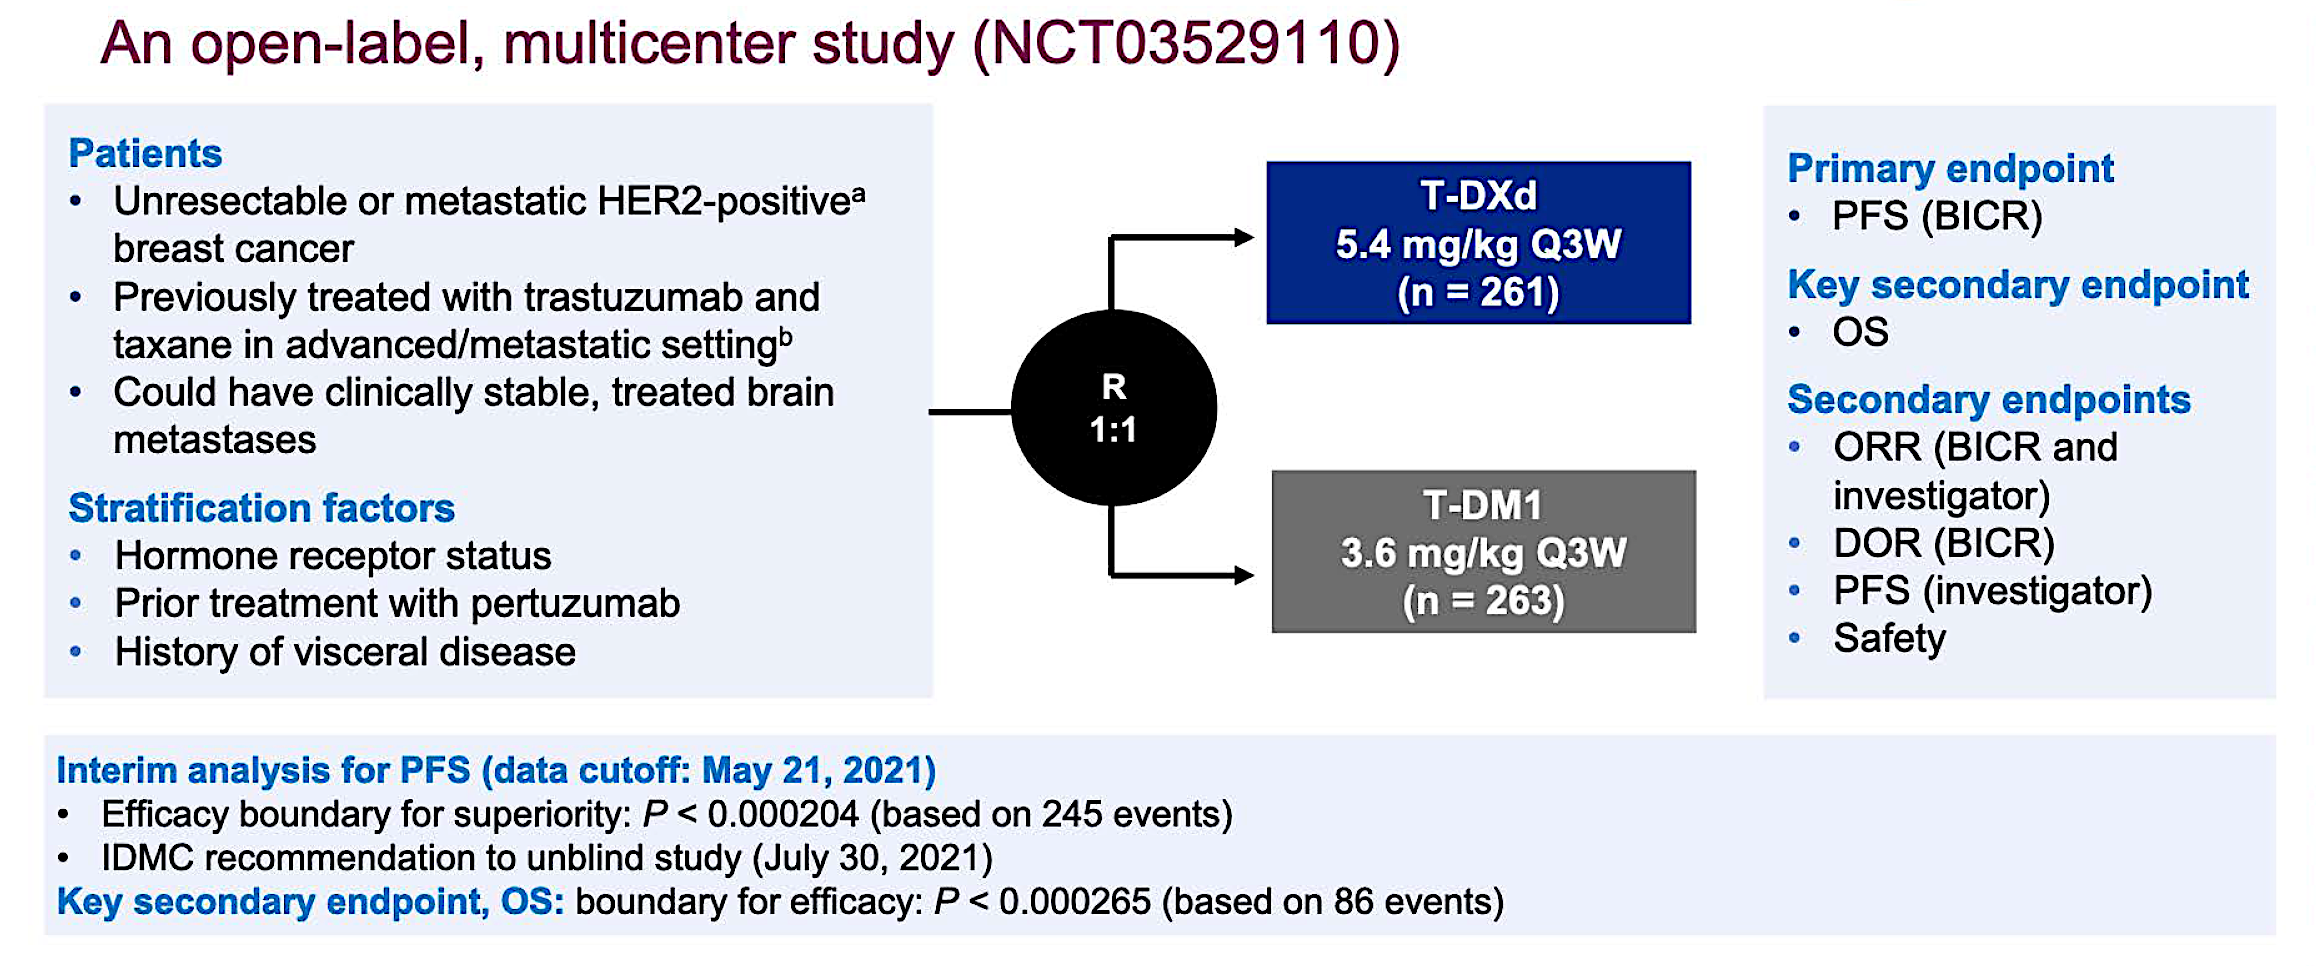 An open-label, multicenter study (NCT03529110)
Patients
• Unresectable or metastatic HER2-positiveᵃ
breast cancer
• Previously treated with trastuzumab and
taxane in advanced/metastatic settingᵇ
• Could have clinically stable, treated brain
metastases
Stratification factors
• Hormone receptor status
• Prior treatment with pertuzumab
• History of visceral disease
R
1:1
T-DXd
5.4 mg/kg Q3W
(n = 261)
T-DM1
3.6 mg/kg Q3W
(n = 263)
Primary endpoint
• PFS (BICR)
Key secondary endpoint
• OS
Secondary endpoints
• ORR (BICR and
investigator)
• DOR (BICR)
• PFS (investigator)
• Safety
Interim analysis for PFS (data cutoff: May 21, 2021)
• Efficacy boundary for superiority: P < 0.000204 (based on 245 events)
• IDMC recommendation to unblind study (July 30, 2021)
Key secondary endpoint, OS: boundary for efficacy: P < 0.000265 (based on 86 events)